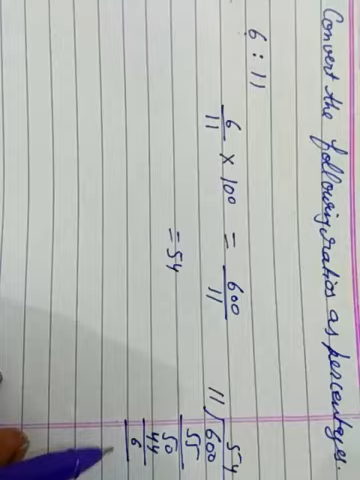 Convert the following ratios as percentages.
6 : 11
6/11 × 100 = 600/11
= 54
54
11)600
55
50
44
6